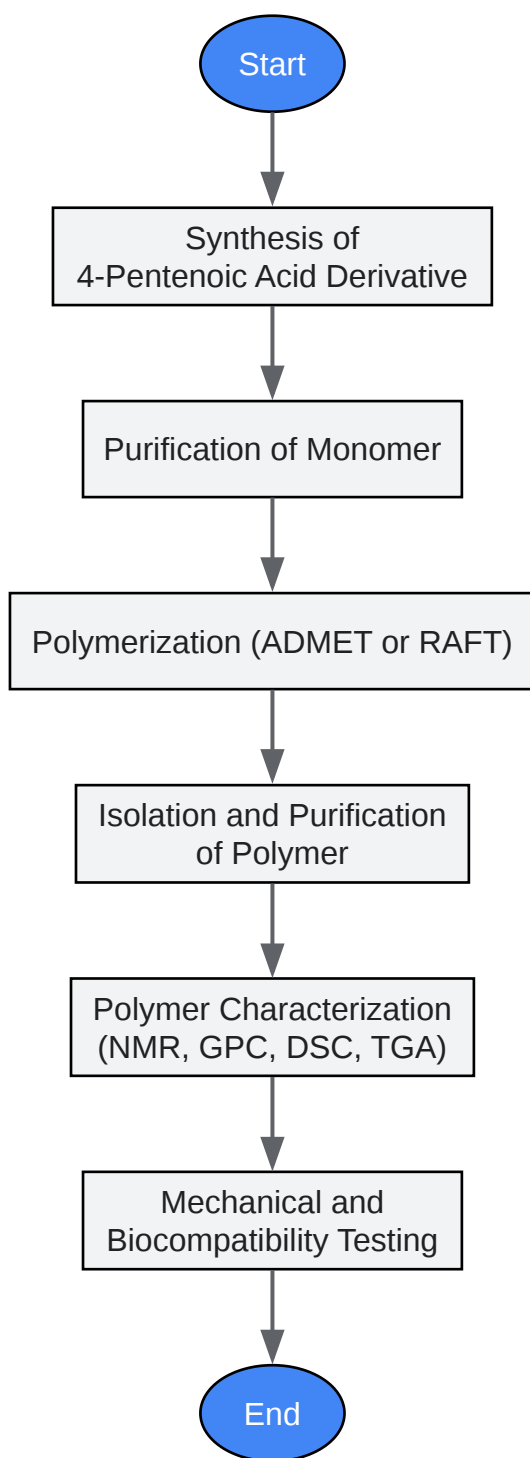 Start
Synthesis of
4-Pentenoic Acid Derivative
Purification of Monomer
Polymerization (ADMET or RAFT)
Isolation and Purification
of Polymer
Polymer Characterization
(NMR, GPC, DSC, TGA)
Mechanical and
Biocompatibility Testing
End